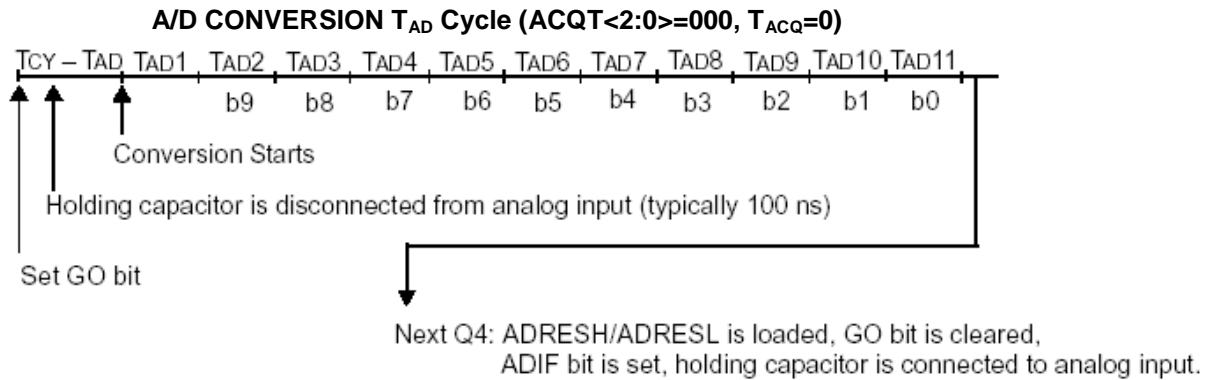 A/D CONVERSION TAD Cycle (ACQT<2:0>=000, TACQ=0)
TCY – TAD TAD1 TAD2 TAD3 TAD4 TAD5 TAD6 TAD7 TAD8 TAD9 TAD10 TAD11
b9 b8 b7 b6 b5 b4 b3 b2 b1 b0
Conversion Starts
Holding capacitor is disconnected from analog input (typically 100 ns)
Set GO bit
Next Q4: ADRESH/ADRESL is loaded, GO bit is cleared,
ADIF bit is set, holding capacitor is connected to analog input.